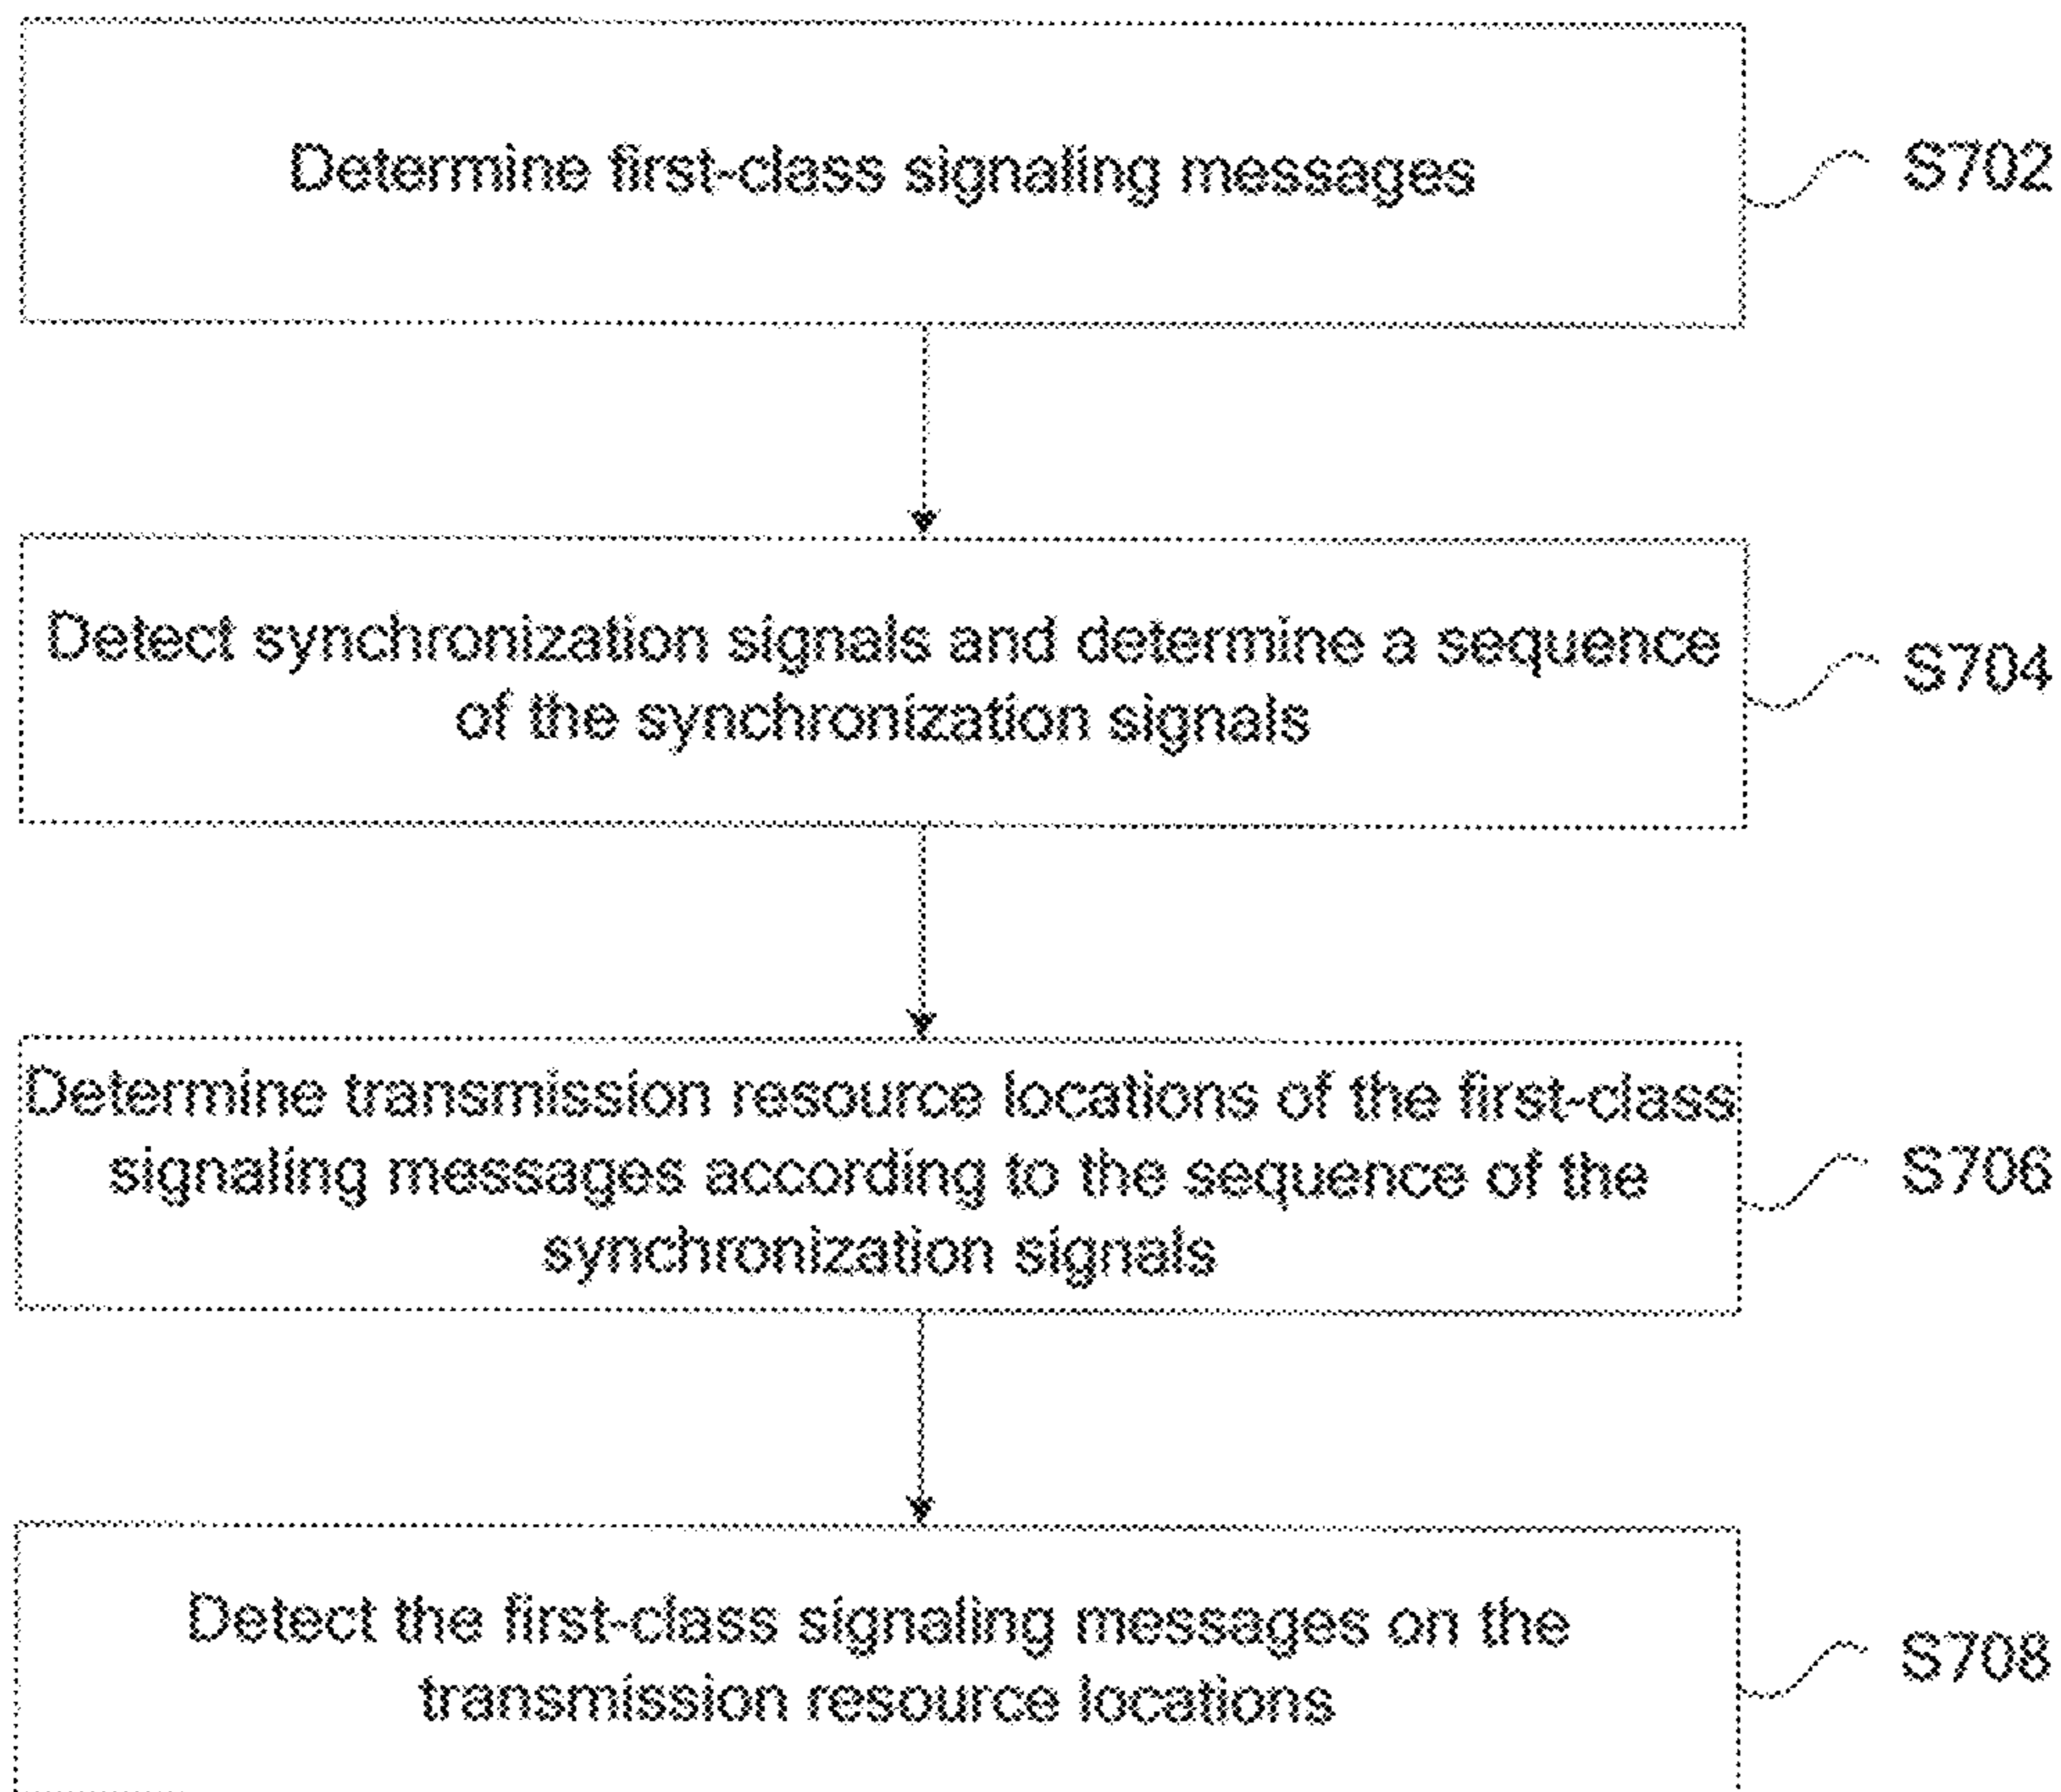 Determine first-class signaling messages
S702
Detect synchronization signals and determine a sequence
of the synchronization signals
S704
Determine transmission resource locations of the first-class
signaling messages according to the sequence of the
synchronization signals
S706
Detect the first-class signaling messages on the
transmission resource locations
S708